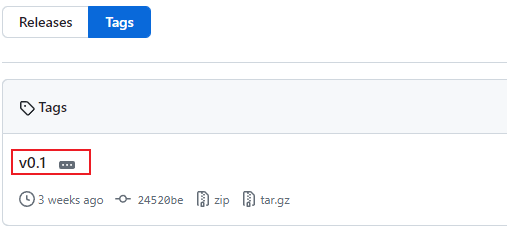 Releases Tags
Tags
v0.1
3 weeks ago 24520be zip tar.gz